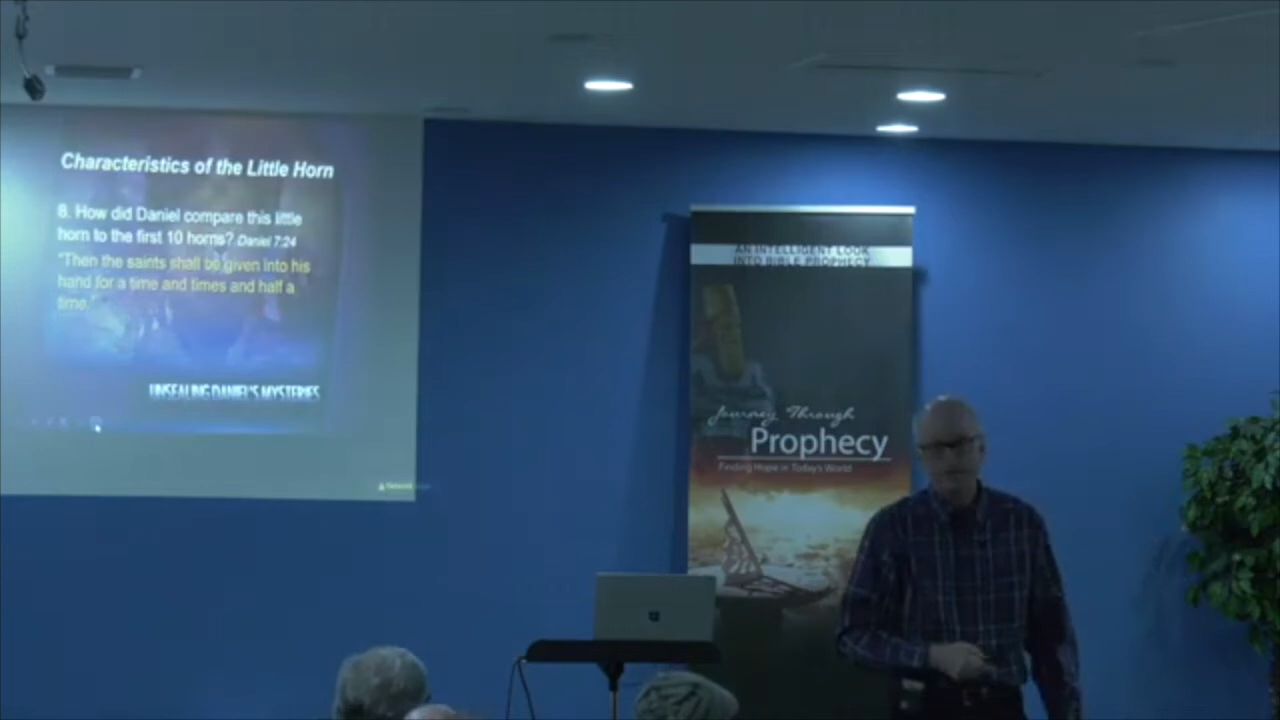 Characteristics of the Little Horn
8. How did Daniel compare this little
horn to the first 10 horns? Daniel 7:24
"Then the saints shall be given into his
hand for a time and times and half a
time."
UNSEALING DANIEL'S MYSTERIES
AN INTELLIGENT LOOK
INTO BIBLE PROPHECY
Journey Through
Prophecy
Finding Hope in Today's World